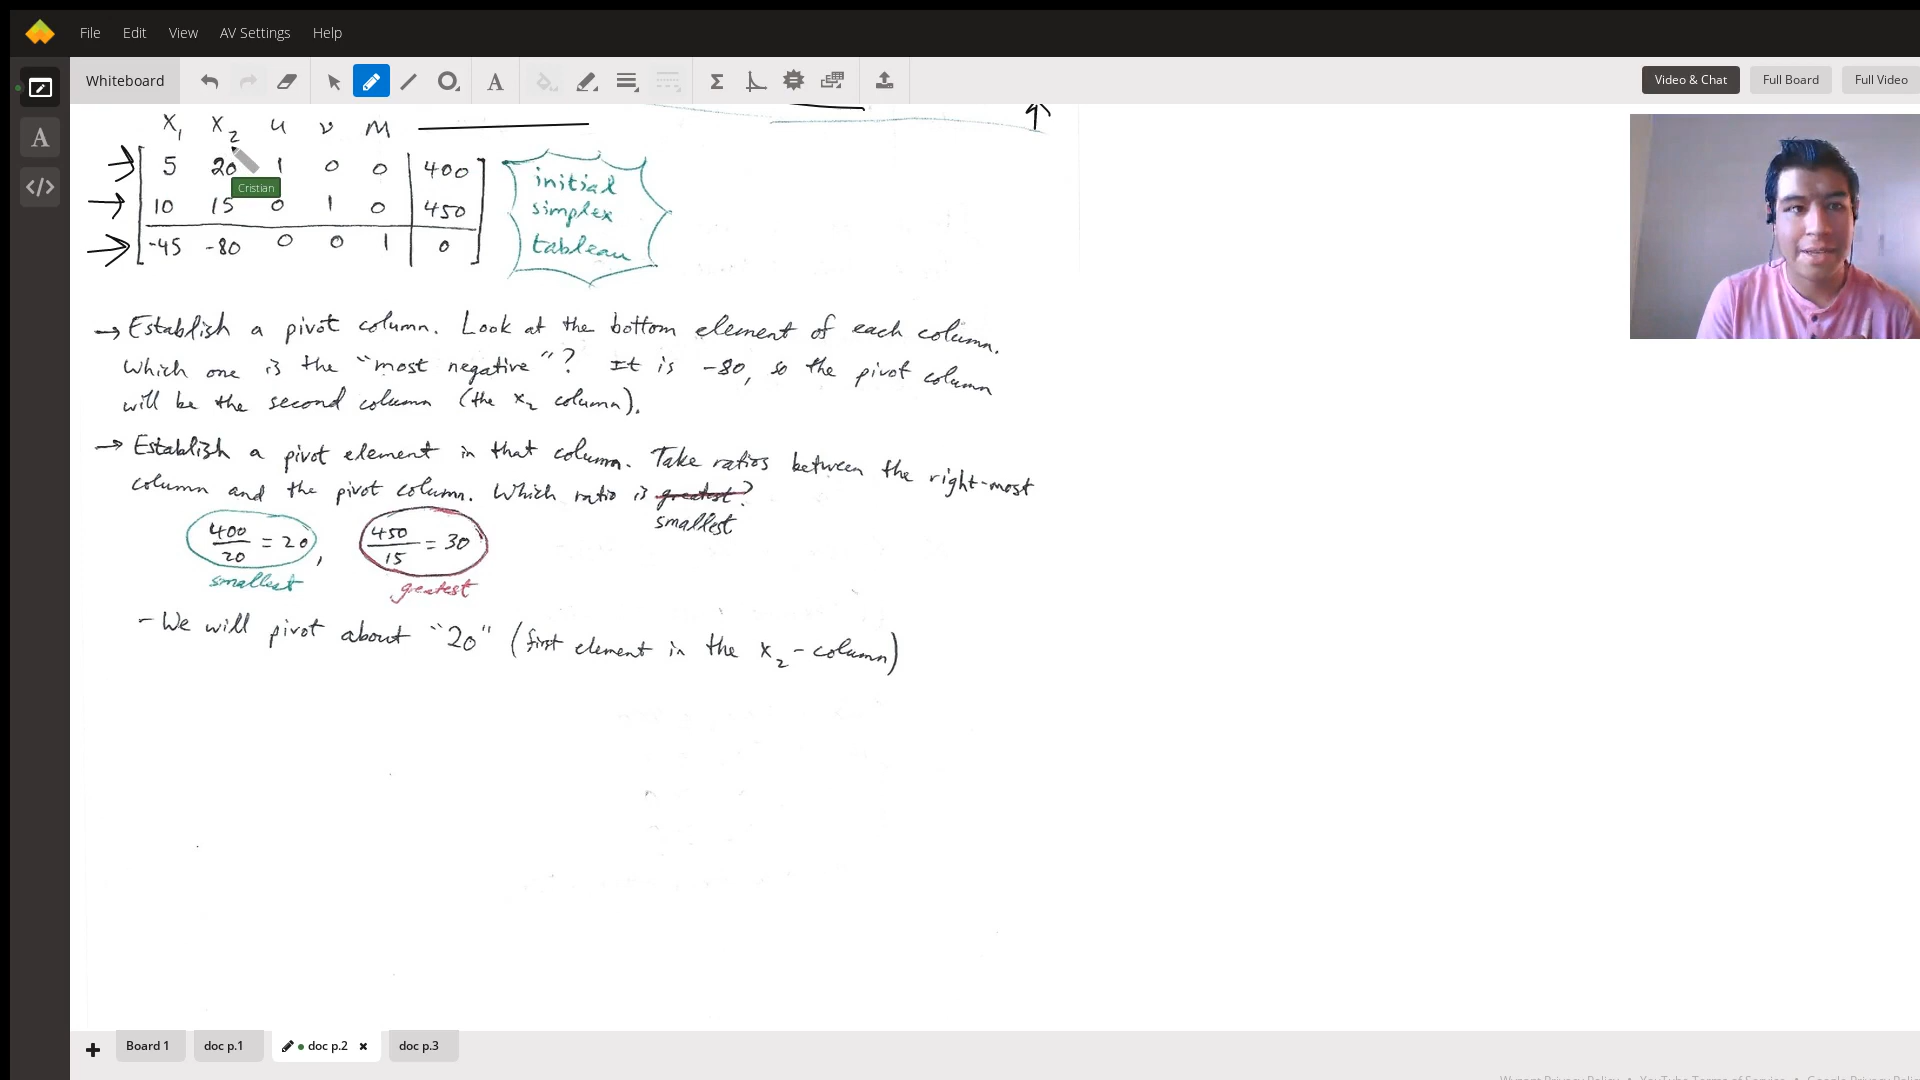 File Edit View AV Settings Help
Whiteboard A Σ Video & Chat Full Board Full Video
A
</>
x₁ x₂ u v M
5 20 1 0 0 400
Cristian
10 15 0 1 0 450
-45 -80 0 0 1 0
initial
simplex
tableau
→ Establish a pivot column. Look at the bottom element of each column.
Which one is the "most negative"? It is -80, so the pivot column
will be the second column (the x₂ column).
→ Establish a pivot element in that column. Take ratios between the right-most
column and the pivot column. Which ratio is greatest?
smallest
400/20 = 20, 450/15 = 30
smallest greatest
- We will pivot about "20" (first element in the x₂-column)
+ Board 1 doc p.1 doc p.2 × doc p.3